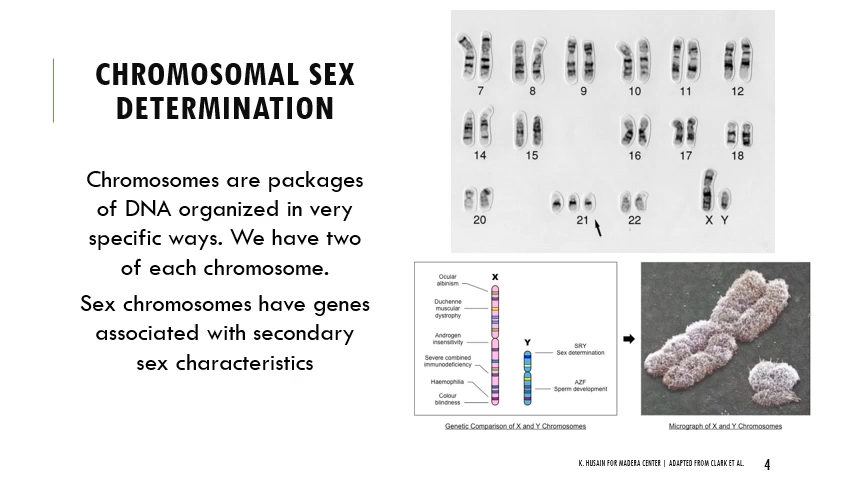 CHROMOSOMAL SEX
DETERMINATION
Chromosomes are packages
of DNA organized in very
specific ways. We have two
of each chromosome.
Sex chromosomes have genes
associated with secondary
sex characteristics
7 8 9 10 11 12
14 15 16 17 18
20 21 22 X Y
X
Ocular
albinism
Duchenne
muscular
dystrophy
Androgen
insensitivity
Severe combined
immunodeficiency
Haemophilia
Colour
blindness
Y
SRY
Sex determination
AZF
Sperm development
Genetic Comparison of X and Y Chromosomes
Micrograph of X and Y Chromosomes
K. HUSAIN FOR MADERA CENTER | ADAPTED FROM CLARK ET AL.
4